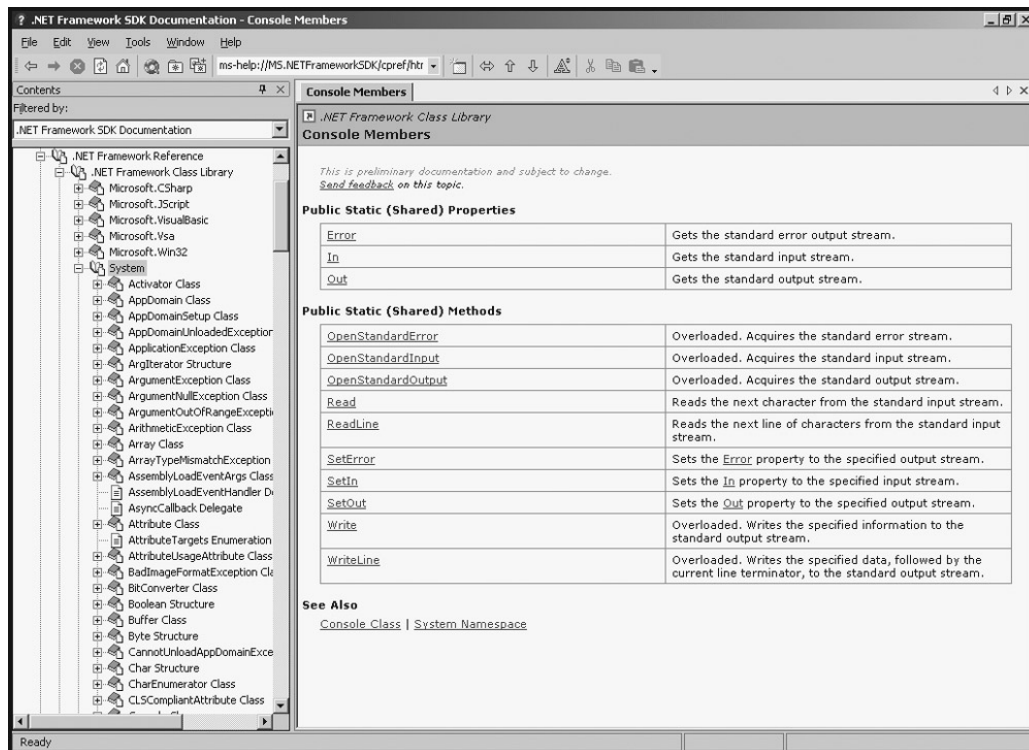 ? .NET Framework SDK Documentation - Console Members
File Edit View Tools Window Help
ms-help://MS.NETFrameworkSDK/cpref/htr
Contents
Filtered by:
.NET Framework SDK Documentation
.NET Framework Reference
.NET Framework Class Library
Microsoft.CSharp
Microsoft.JScript
Microsoft.VisualBasic
Microsoft.Vsa
Microsoft.Win32
System
Activator Class
AppDomain Class
AppDomainSetup Class
AppDomainUnloadedException
ApplicationException Class
ArgIterator Structure
ArgumentException Class
ArgumentNullException Class
ArgumentOutOfRangeExcepti
ArithmeticException Class
Array Class
ArrayTypeMismatchException
AssemblyLoadEventArgs Class
AssemblyLoadEventHandler De
AsyncCallback Delegate
Attribute Class
AttributeTargets Enumeration
AttributeUsageAttribute Class
BadImageFormatException Cla
BitConverter Class
Boolean Structure
Buffer Class
Byte Structure
CannotUnloadAppDomainExce
Char Structure
CharEnumerator Class
CLSCompliantAttribute Class
Console Members
.NET Framework Class Library
Console Members
This is preliminary documentation and subject to change.
Send feedback on this topic.
Public Static (Shared) Properties
Error Gets the standard error output stream.
In Gets the standard input stream.
Out Gets the standard output stream.
Public Static (Shared) Methods
OpenStandardError Overloaded. Acquires the standard error stream.
OpenStandardInput Overloaded. Acquires the standard input stream.
OpenStandardOutput Overloaded. Acquires the standard output stream.
Read Reads the next character from the standard input stream.
ReadLine Reads the next line of characters from the standard input
stream.
SetError Sets the Error property to the specified output stream.
SetIn Sets the In property to the specified input stream.
SetOut Sets the Out property to the specified output stream.
Write Overloaded. Writes the specified information to the
standard output stream.
WriteLine Overloaded. Writes the specified data, followed by the
current line terminator, to the standard output stream.
See Also
Console Class | System Namespace
Ready